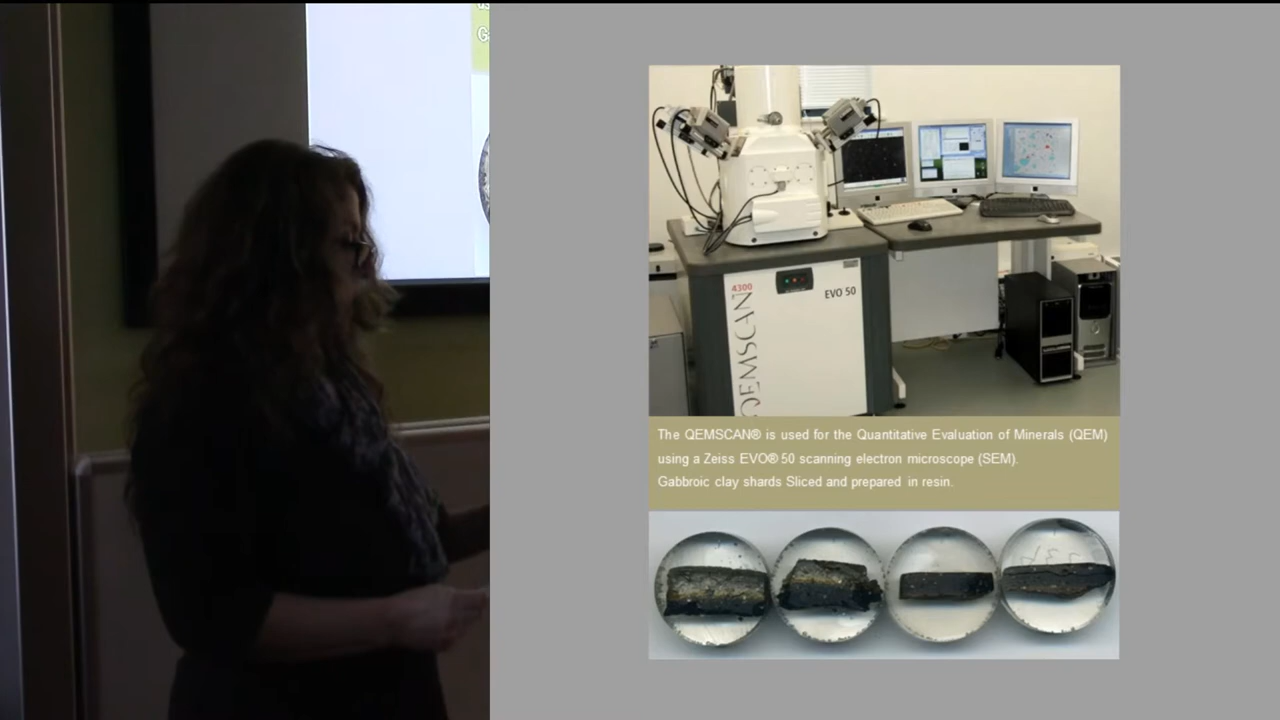 G
4300
EVO 50
QEMSCAN
The QEMSCAN® is used for the Quantitative Evaluation of Minerals (QEM)
using a Zeiss EVO® 50 scanning electron microscope (SEM).
Gabbroic clay shards Sliced and prepared in resin.